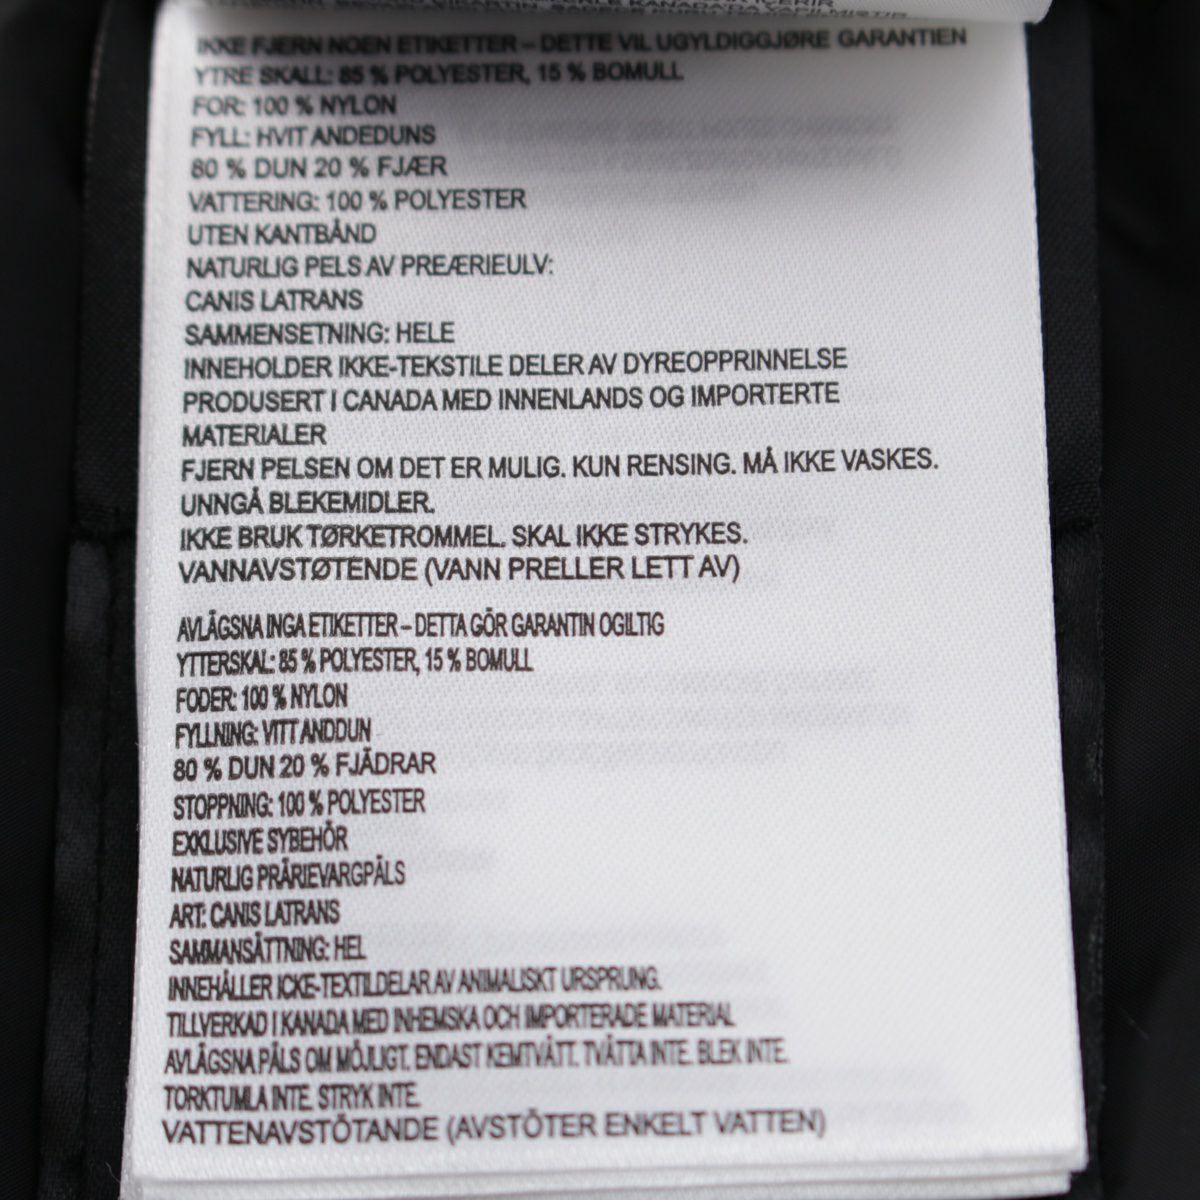 IKKE FJERN NOEN ETIKETTER – DETTE VIL UGYLDIGGJØRE GARANTIEN
YTRE SKALL: 85 % POLYESTER, 15 % BOMULL
FOR: 100 % NYLON
FYLL: HVIT ANDEDUNS
80 % DUN 20 % FJÆR
VATTERING: 100 % POLYESTER
UTEN KANTBÅND
NATURLIG PELS AV PREÆRIEULV:
CANIS LATRANS
SAMMENSETNING: HELE
INNEHOLDER IKKE-TEKSTILE DELER AV DYREOPPRINNELSE
PRODUSERT I CANADA MED INNENLANDS OG IMPORTERTE
MATERIALER
FJERN PELSEN OM DET ER MULIG. KUN RENSING. MÅ IKKE VASKES.
UNNGÅ BLEKEMIDLER.
IKKE BRUK TØRKETROMMEL. SKAL IKKE STRYKES.
VANNAVSTØTENDE (VANN PRELLER LETT AV)
AVLÄGSNA INGA ETIKETTER – DETTA GÖR GARANTIN OGILTIG
YTTERSKAL: 85 % POLYESTER, 15 % BOMULL
FODER: 100 % NYLON
FYLLNING: VITT ANDDUN
80 % DUN 20 % FJÄDRAR
STOPPNING: 100 % POLYESTER
EXKLUSIVE SYBEHÖR
NATURLIG PRÄRIEVARGPÄLS
ART: CANIS LATRANS
SAMMANSÄTTNING: HEL
INNEHÅLLER ICKE-TEXTILDELAR AV ANIMALISKT URSPRUNG.
TILLVERKAD I KANADA MED INHEMSKA OCH IMPORTERADE MATERIAL
AVLÄGSNA PÄLS OM MÖJLIGT. ENDAST KEMTVÄTT. TVÄTTA INTE. BLEK INTE.
TORKTUMLA INTE. STRYK INTE.
VATTENAVSTÖTANDE (AVSTÖTER ENKELT VATTEN)